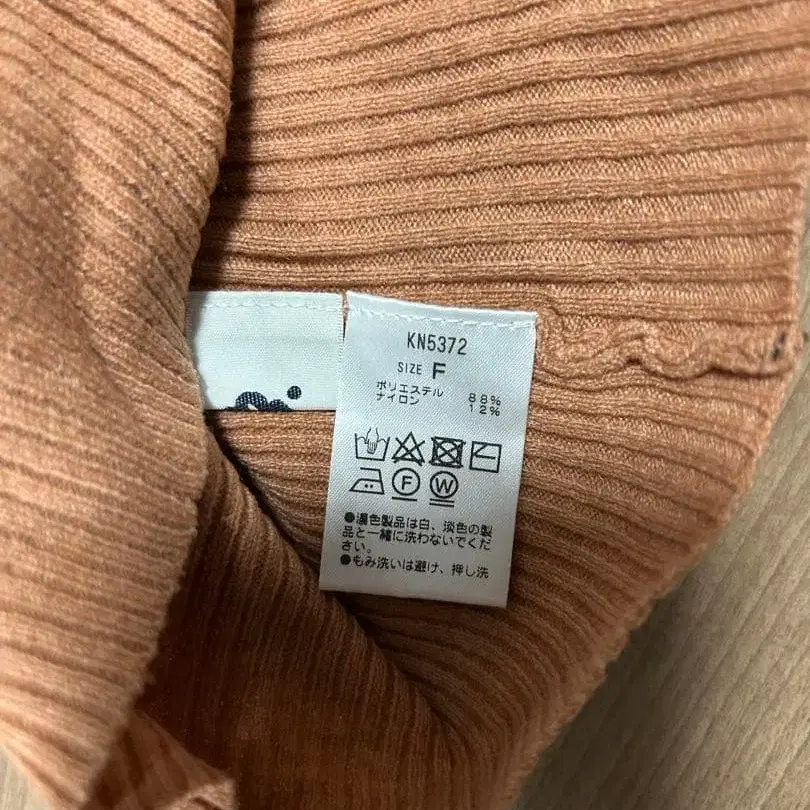 KN5372
SIZE F
ポリエステル 88%
ナイロン 12%
F W
●濃色製品は白、淡色の製
品と一緒に洗わないでくだ
さい。
●もみ洗いは避け、押し洗